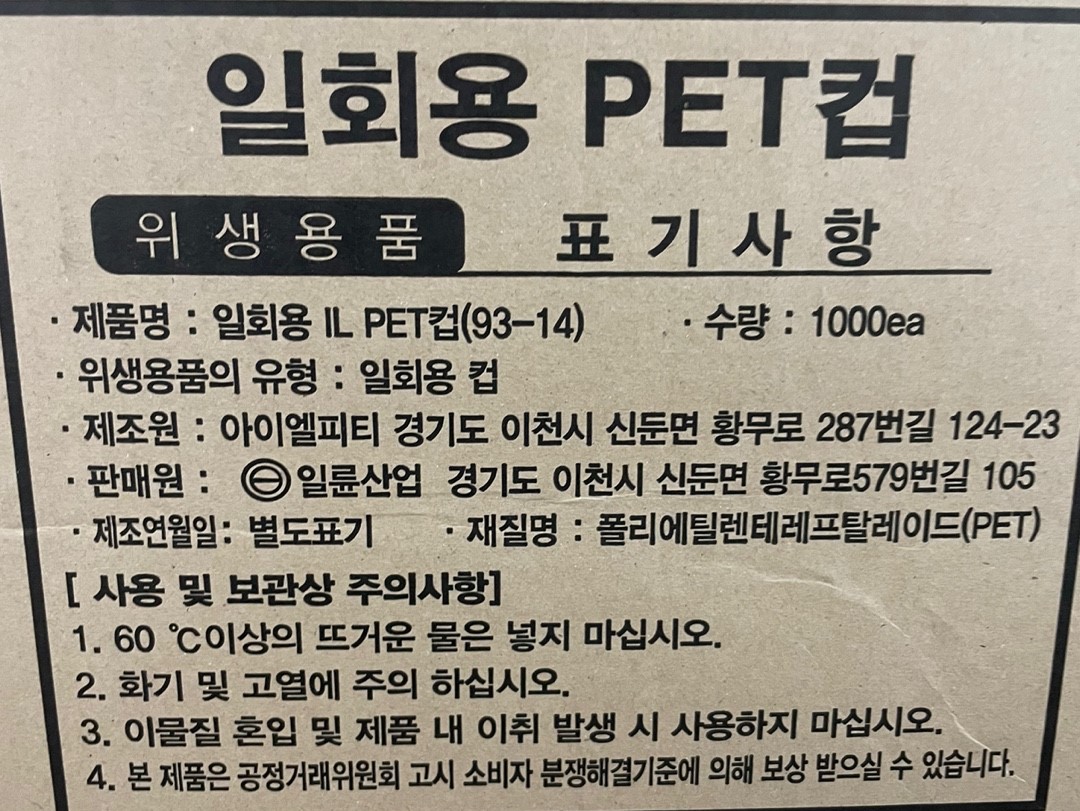 일회용 PET컵
위생용품 표기사항
· 제품명 : 일회용 IL PET컵(93-14) · 수량 : 1000ea
· 위생용품의 유형 : 일회용 컵
· 제조원 : 아이엘피티 경기도 이천시 신둔면 황무로 287번길 124-23
· 판매원 : 일륜산업 경기도 이천시 신둔면 황무로579번길 105
· 제조연월일 : 별도표기 · 재질명 : 폴리에틸렌테레프탈레이드(PET)
[ 사용 및 보관상 주의사항]
1. 60 ℃이상의 뜨거운 물은 넣지 마십시오.
2. 화기 및 고열에 주의 하십시오.
3. 이물질 혼입 및 제품 내 이취 발생 시 사용하지 마십시오.
4. 본 제품은 공정거래위원회 고시 소비자 분쟁해결기준에 의해 보상 받으실 수 있습니다.